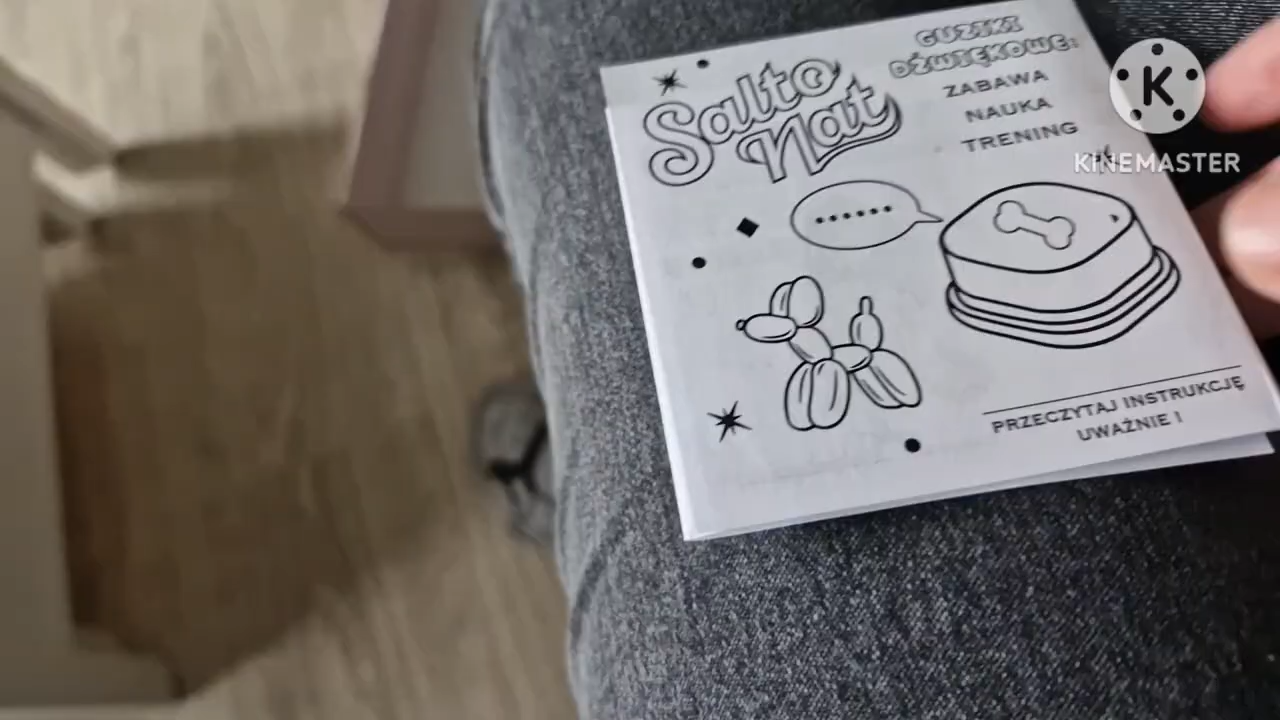 Salto
Nat
GUZIKI
DŹWIĘKOWE:
ZABAWA
NAUKA
TRENING
......
PRZECZYTAJ INSTRUKCJĘ
UWAŻNIE !
K
KINEMASTER